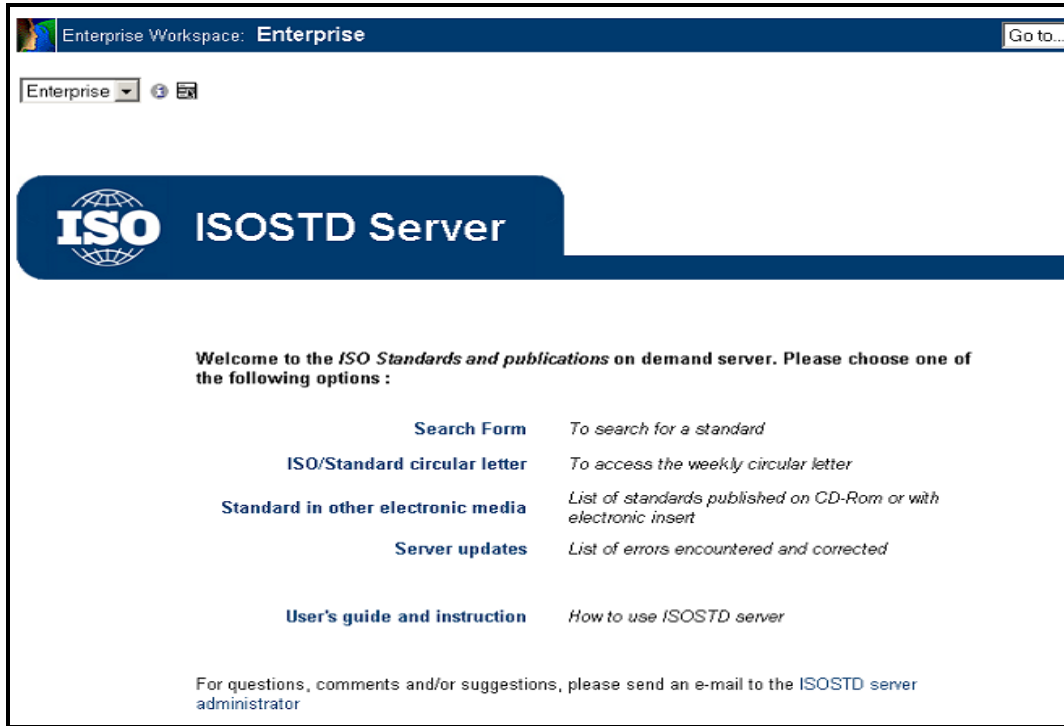 Enterprise Workspace: Enterprise
Go to...
Enterprise
ISO ISOSTD Server
Welcome to the ISO Standards and publications on demand server. Please choose one of
the following options :
Search Form To search for a standard
ISO/Standard circular letter To access the weekly circular letter
Standard in other electronic media List of standards published on CD-Rom or with
electronic insert
Server updates List of errors encountered and corrected
User's guide and instruction How to use ISOSTD server
For questions, comments and/or suggestions, please send an e-mail to the ISOSTD server
administrator